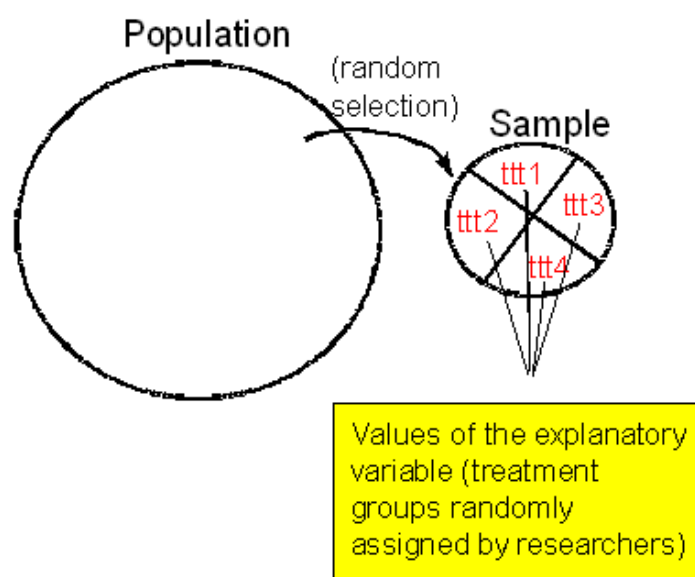 Population
(random
selection)
Sample
ttt1
ttt2
ttt3
ttt4
Values of the explanatory
variable (treatment
groups randomly
assigned by researchers)